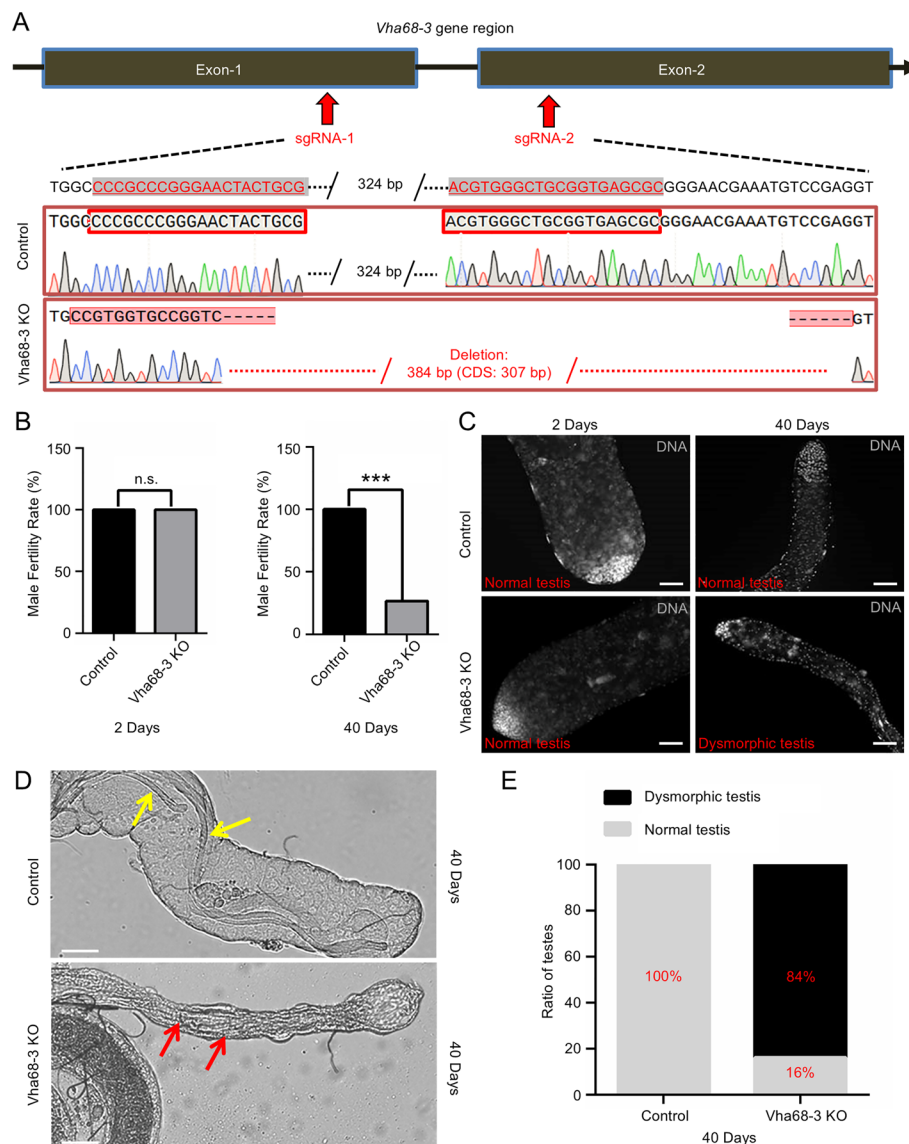 A
Vha68-3 gene region
Exon-1
Exon-2
sgRNA-1
sgRNA-2
TGGCCCCGCCCGGGAACTACTGCG 324 bp ACGTGGGCTGCGGTGAGCGCGGGAACGAAATGTCCGAGGT
Control
TGGCCCCGCCCGGGAACTACTGCG ACGTGGGCTGCGGTGAGCGCGGGAACGAAATGTCCGAGGT
324 bp
Vha68-3 KO
TGCCGTGGTGCCGGTC----- ------GT
Deletion:
384 bp (CDS: 307 bp)
B
Male Fertility Rate (%)
150
100
50
0
n.s.
Control
Vha68-3 KO
2 Days
Male Fertility Rate (%)
150
100
50
0
***
Control
Vha68-3 KO
40 Days
C
2 Days
40 Days
Control
DNA
Normal testis
DNA
Normal testis
Vha68-3 KO
DNA
Normal testis
DNA
Dysmorphic testis
D
Control
40 Days
Vha68-3 KO
40 Days
E
Dysmorphic testis
Normal testis
Ratio of testes
100
80
60
40
20
0
100%
84%
16%
Control
Vha68-3 KO
40 Days